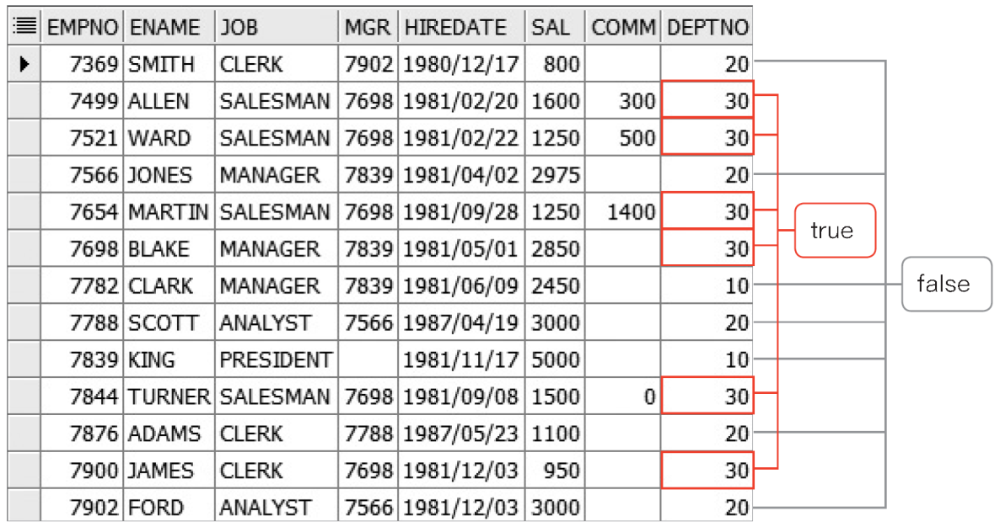 EMPNO ENAME JOB MGR HIREDATE SAL COMM DEPTNO
7369 SMITH CLERK 7902 1980/12/17 800 20
7499 ALLEN SALESMAN 7698 1981/02/20 1600 300 30
7521 WARD SALESMAN 7698 1981/02/22 1250 500 30
7566 JONES MANAGER 7839 1981/04/02 2975 20
7654 MARTIN SALESMAN 7698 1981/09/28 1250 1400 30
true
7698 BLAKE MANAGER 7839 1981/05/01 2850 30
7782 CLARK MANAGER 7839 1981/06/09 2450 10
false
7788 SCOTT ANALYST 7566 1987/04/19 3000 20
7839 KING PRESIDENT 1981/11/17 5000 10
7844 TURNER SALESMAN 7698 1981/09/08 1500 0 30
7876 ADAMS CLERK 7788 1987/05/23 1100 20
7900 JAMES CLERK 7698 1981/12/03 950 30
7902 FORD ANALYST 7566 1981/12/03 3000 20